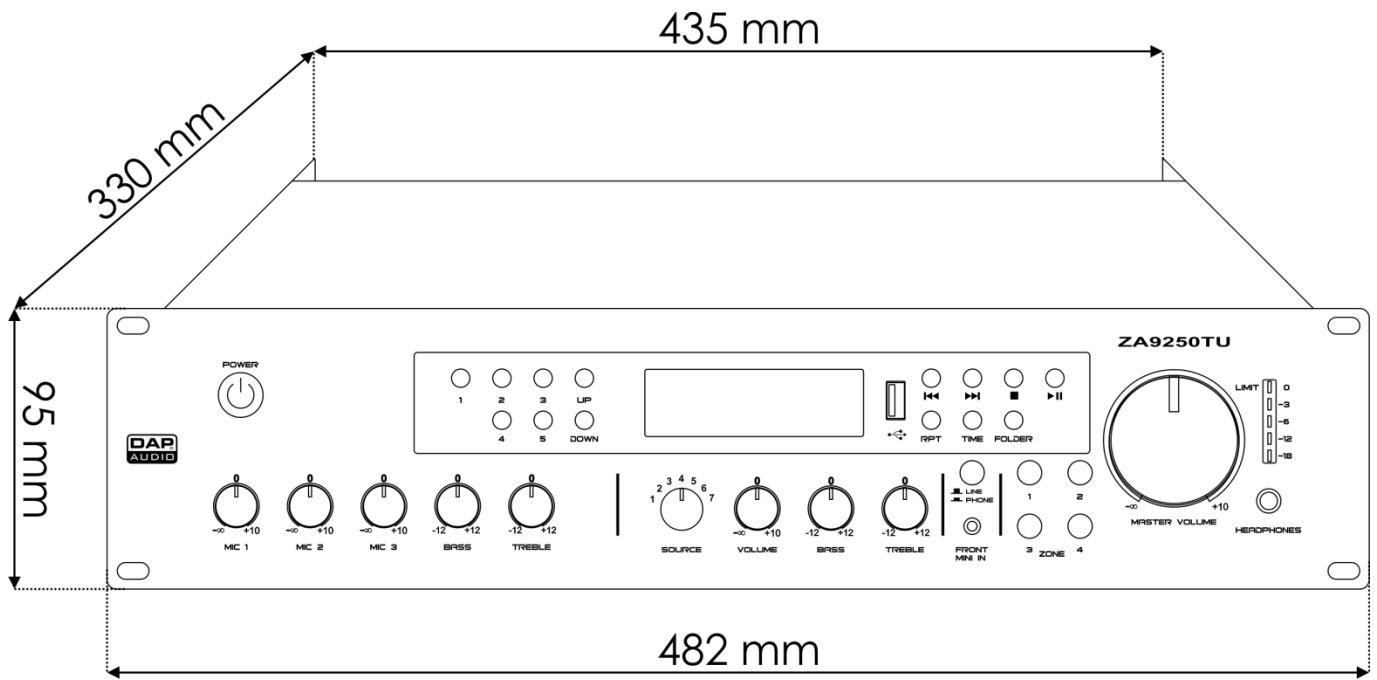 435 mm
330 mm
95 mm
482 mm
ZA9250TU
POWER
1 2 3 UP
4 5 DOWN
RPT TIME FOLDER
LIMIT 0
-3
-6
-12
-18
DAP®
AUDIO
0 0 0 0 0
-∞ +10 -∞ +10 -∞ +10 -12 +12 -12 +12
MIC 1 MIC 2 MIC 3 BASS TREBLE
1 2 3 4 5 6 7
0 0 0
-∞ +10 -12 +12 -12 +12
SOURCE VOLUME BASS TREBLE
LINE
PHONE
FRONT
MINI IN
1 2
3 ZONE 4
-∞ +10
MASTER VOLUME
HEADPHONES